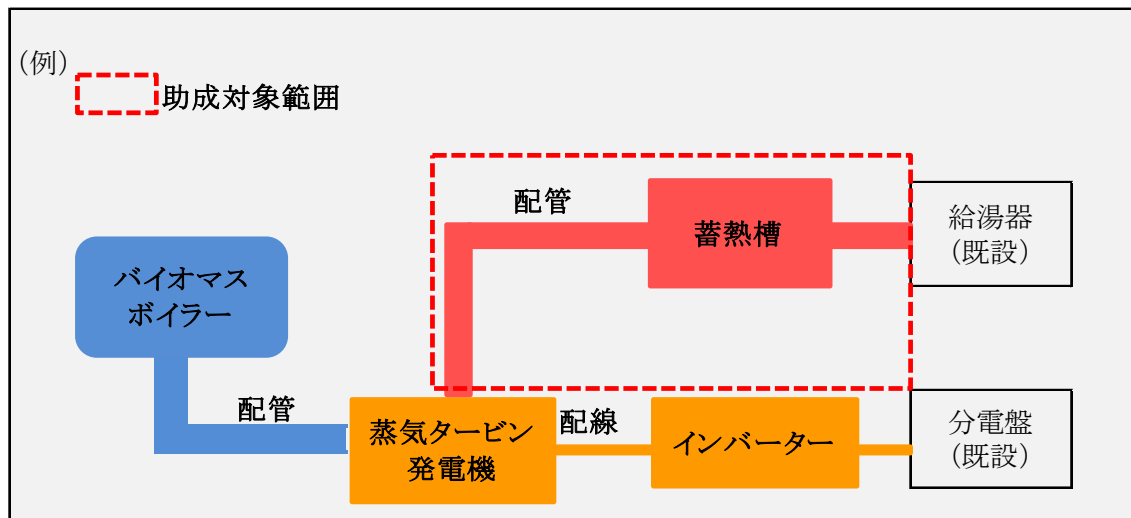 (例)
助成対象範囲
配管
蓄熱槽
給湯器
(既設)
バイオマス
ボイラー
配管
蒸気タービン
発電機
配線
インバーター
分電盤
(既設)